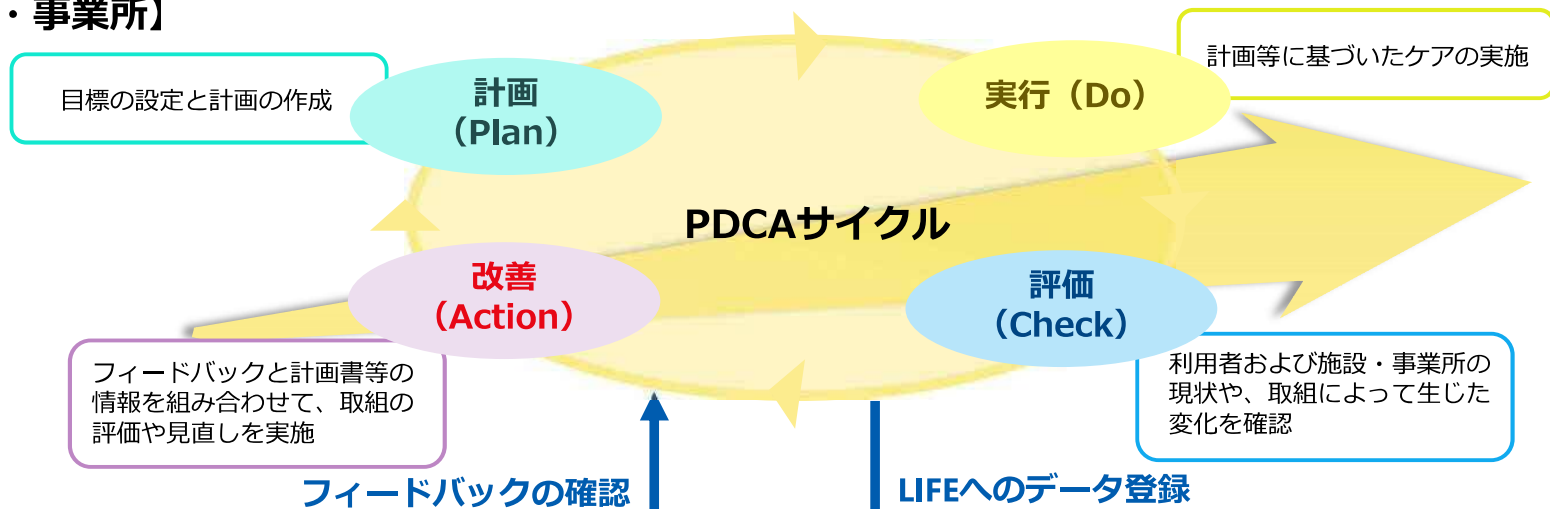 ・事業所】
目標の設定と計画の作成
計画
（Plan）
実行（Do）
計画等に基づいたケアの実施
PDCAサイクル
改善
（Action）
評価
（Check）
フィードバックと計画書等の
情報を組み合わせて、取組の
評価や見直しを実施
利用者および施設・事業所の
現状や、取組によって生じた
変化を確認
フィードバックの確認
LIFEへのデータ登録